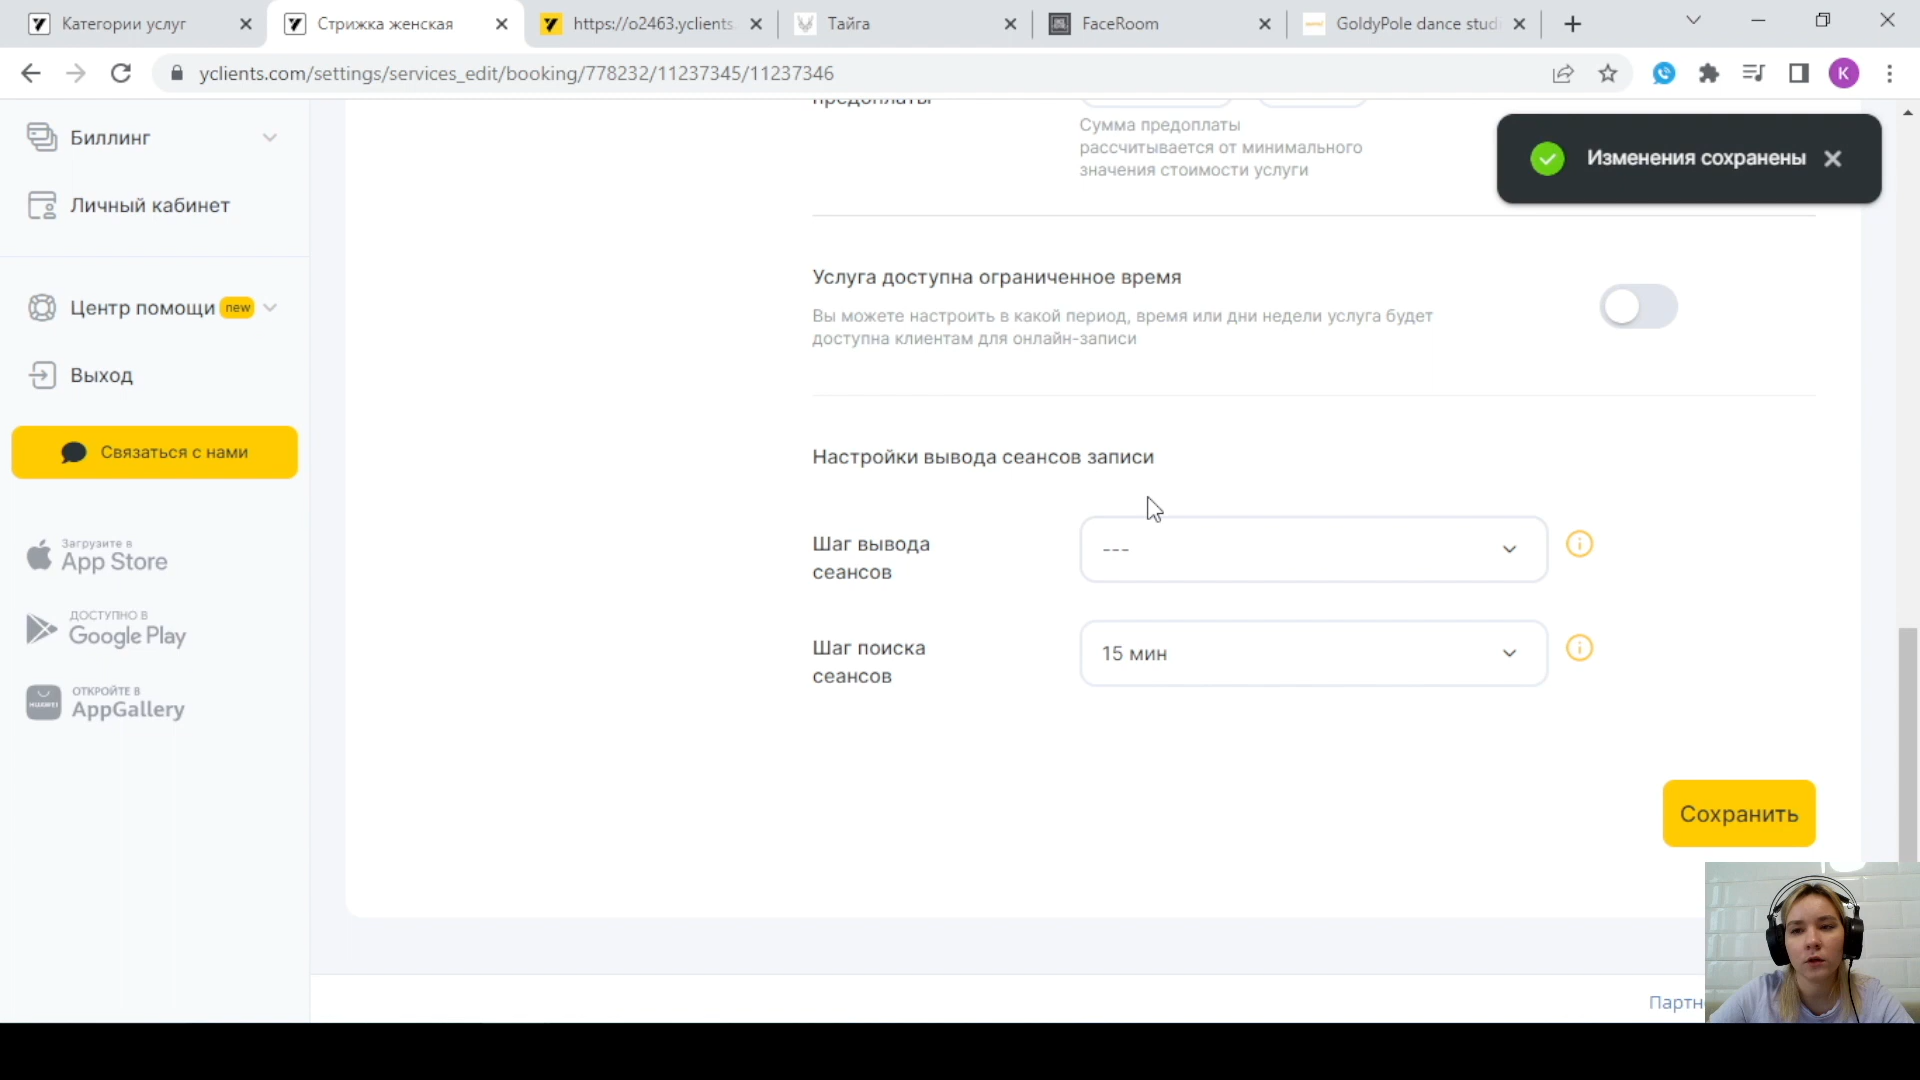 Категории услуг
Стрижка женская
https://o2463.yclients.
Тайга
FaceRoom
GoldyPole dance studi
yclients.com/settings/services_edit/booking/778232/11237345/11237346
K
Биллинг
Личный кабинет
Центр помощи new
Выход
Связаться с нами
Загрузите в
App Store
ДОСТУПНО В
Google Play
ОТКРОЙТЕ В
HUAWEI
AppGallery
предоплаты
Сумма предоплаты
рассчитывается от минимального
значения стоимости услуги
Изменения сохранены
Услуга доступна ограниченное время
Вы можете настроить в какой период, время или дни недели услуга будет
доступна клиентам для онлайн-записи
Настройки вывода сеансов записи
Шаг вывода
сеансов
---
Шаг поиска
сеансов
15 мин
Сохранить
Партн